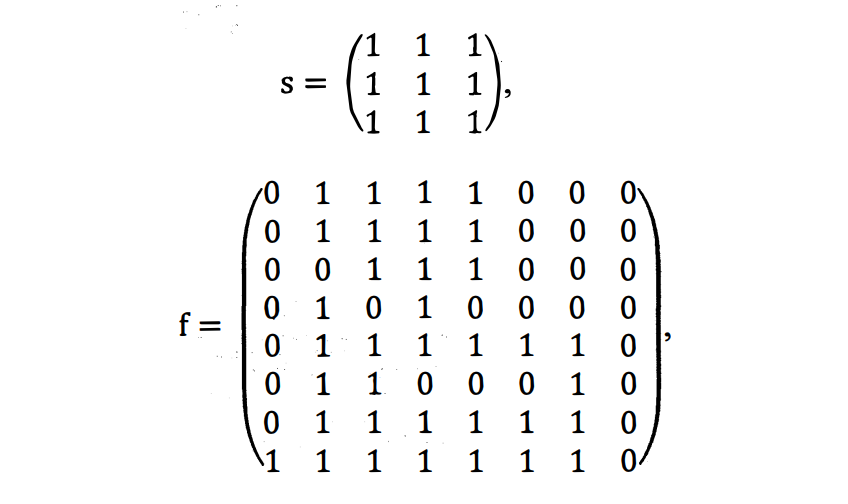 s = (1 1 1
1 1 1
1 1 1),
f = (0 1 1 1 1 0 0 0
0 1 1 1 1 0 0 0
0 0 1 1 1 0 0 0
0 1 0 1 0 0 0 0
0 1 1 1 1 1 1 0
0 1 1 0 0 0 1 0
0 1 1 1 1 1 1 0
1 1 1 1 1 1 1 0),